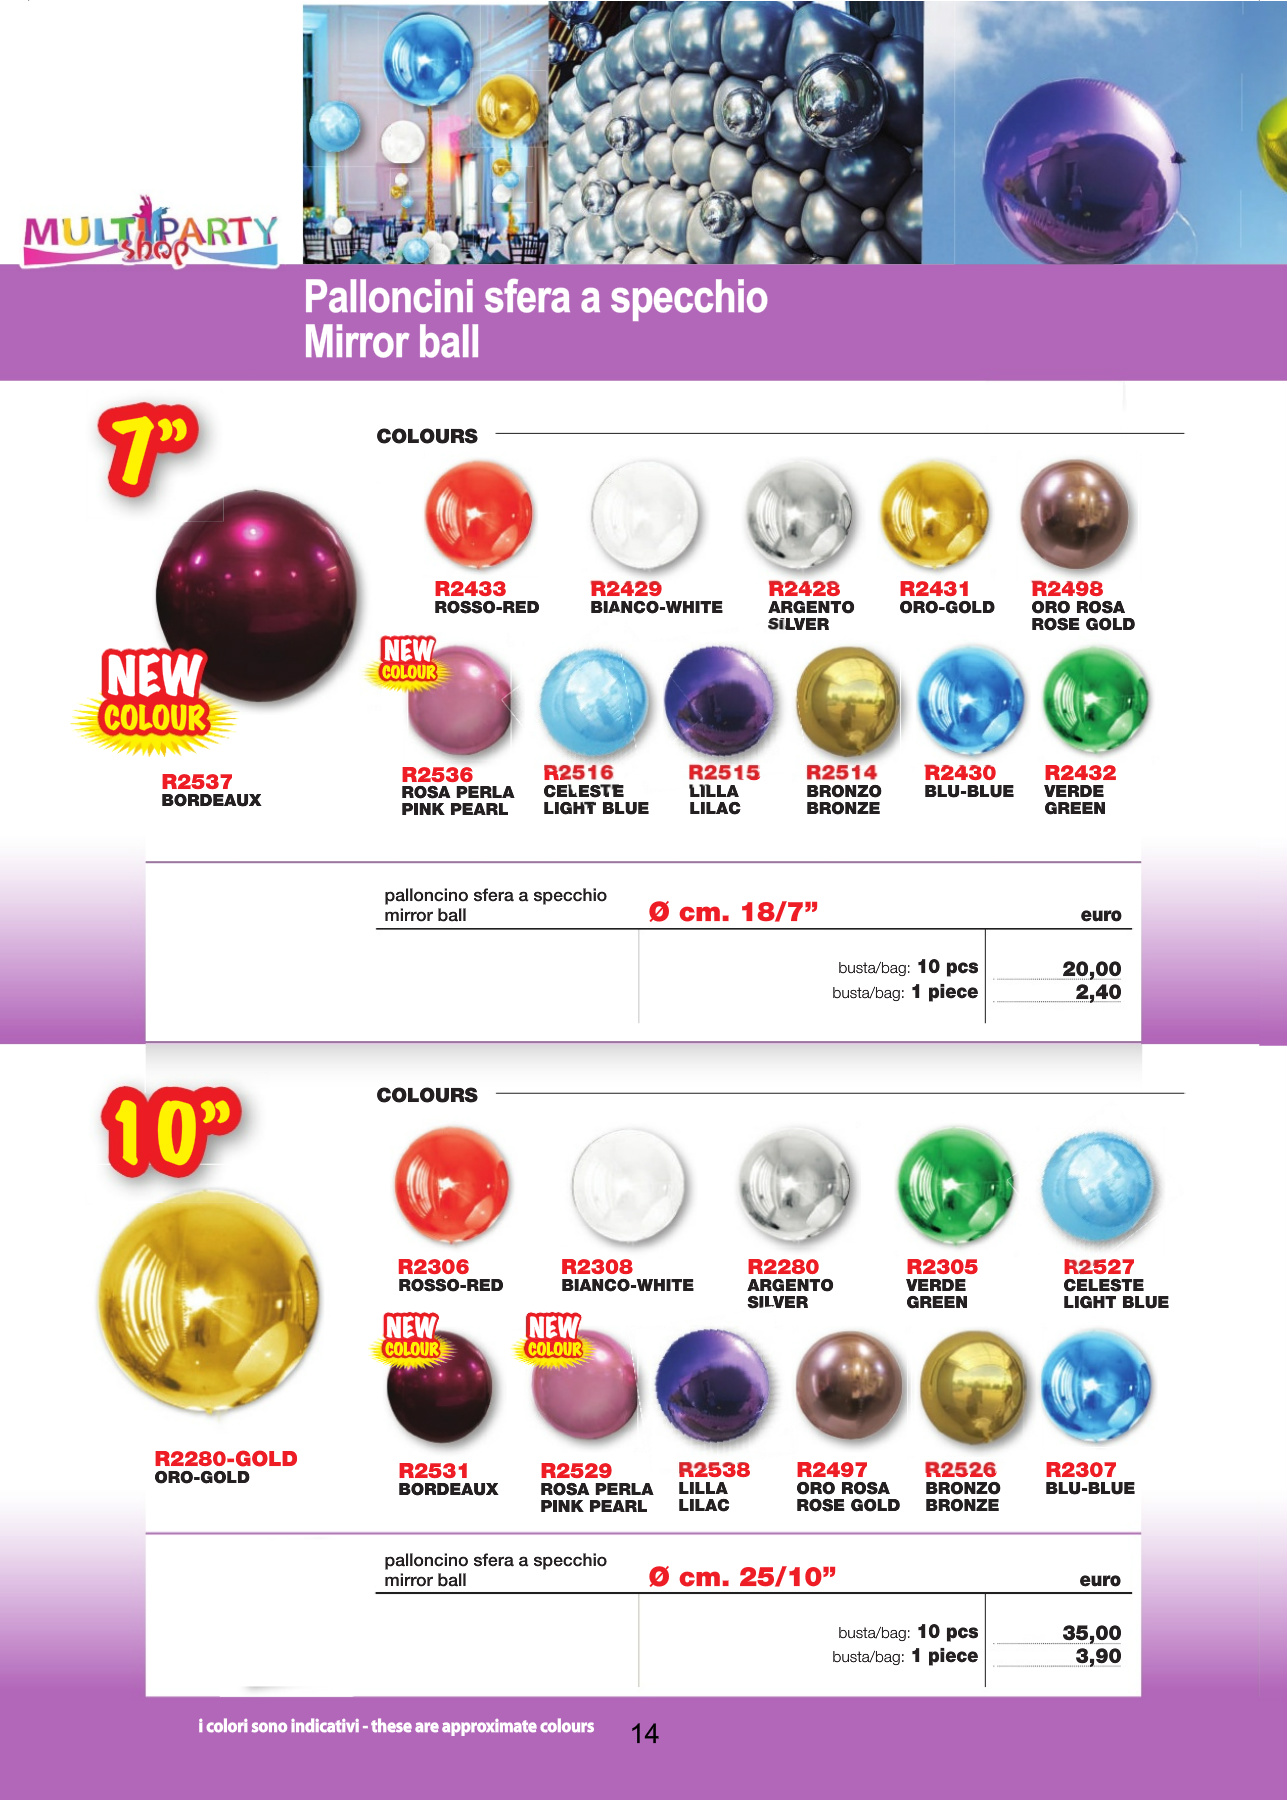 MULTIPARTY
shop
Palloncini sfera a specchio
Mirror ball
7”
COLOURS
R2433
ROSSO-RED
R2429
BIANCO-WHITE
R2428
ARGENTO
SiLVER
R2431
ORO-GOLD
R2498
ORO ROSA
ROSE GOLD
NEW
COLOUR
R2537
BORDEAUX
NEW
COLOUR
R2536
ROSA PERLA
PINK PEARL
R2516
CELESTE
LIGHT BLUE
R2515
LILLA
LILAC
R2514
BRONZO
BRONZE
R2430
BLU-BLUE
R2432
VERDE
GREEN
palloncino sfera a specchio
mirror ball
Ø cm. 18/7”
euro
busta/bag: 10 pcs 20,00
busta/bag: 1 piece 2,40
10”
COLOURS
R2306
ROSSO-RED
R2308
BIANCO-WHITE
R2280
ARGENTO
SILVER
R2305
VERDE
GREEN
R2527
CELESTE
LIGHT BLUE
R2280-GOLD
ORO-GOLD
NEW
COLOUR
R2531
BORDEAUX
NEW
COLOUR
R2529
ROSA PERLA
PINK PEARL
R2538
LILLA
LILAC
R2497
ORO ROSA
ROSE GOLD
R2526
BRONZO
BRONZE
R2307
BLU-BLUE
palloncino sfera a specchio
mirror ball
Ø cm. 25/10”
euro
busta/bag: 10 pcs 35,00
busta/bag: 1 piece 3,90
i colori sono indicativi - these are approximate colours
14